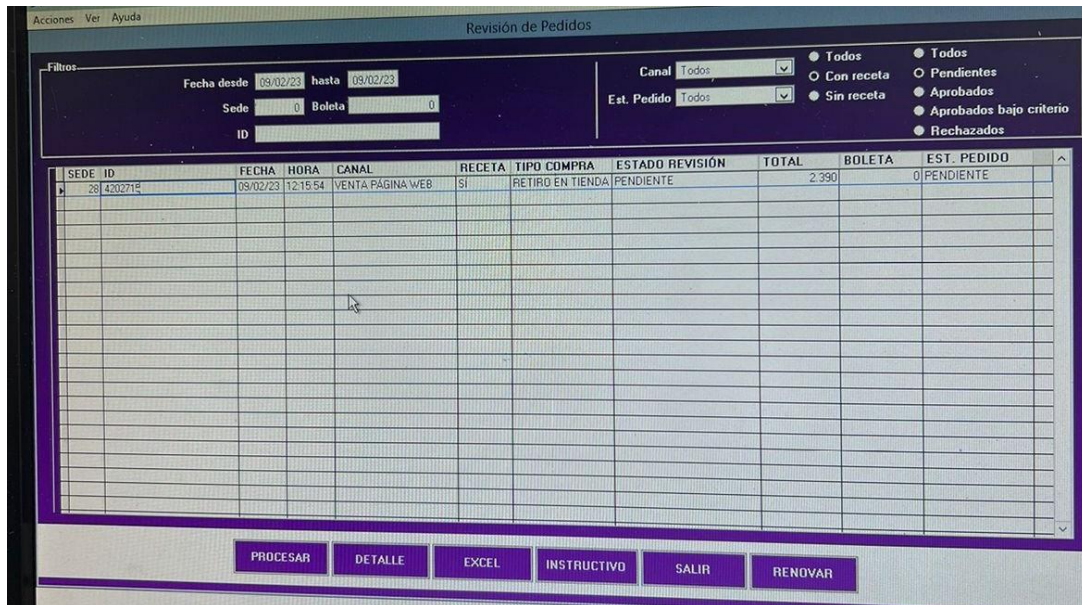 Acciones Ver Ayuda
Revisión de Pedidos
Filtros
Fecha desde 09/02/23 hasta 09/02/23
Sede 0 Boleta 0
ID
Canal Todos
Est. Pedido Todos
Todos
Con receta
Sin receta
Todos
Pendientes
Aprobados
Aprobados bajo criterio
Rechazados
SEDE ID FECHA HORA CANAL RECETA TIPO COMPRA ESTADO REVISIÓN TOTAL BOLETA EST. PEDIDO
28 09/02/23 12:15:54 VENTA PÁGINA WEB SÍ RETIRO EN TIENDA PENDIENTE 2.390 0 PENDIENTE
PROCESAR DETALLE EXCEL INSTRUCTIVO SALIR RENOVAR